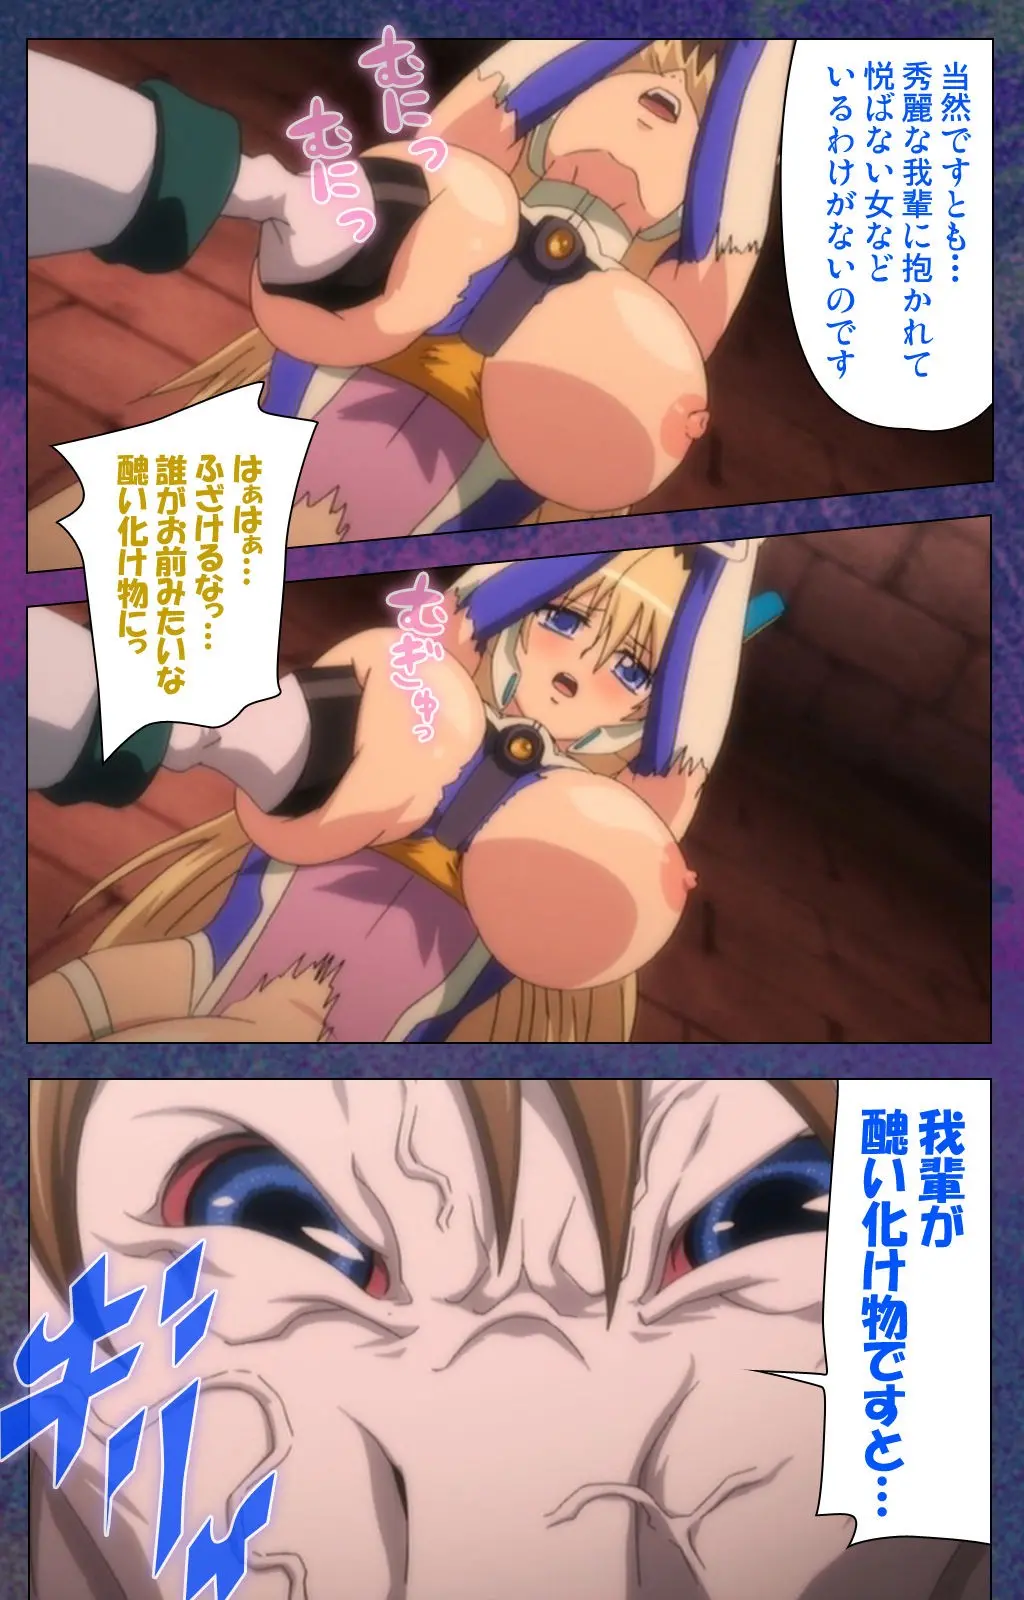 当然ですとも…
秀麗な我輩に抱かれて
悦ばない女など
いるわけがないのです
むにっ
むにっ
はぁはぁ…
ふざけるなっ…
誰がお前みたいな
醜い化け物にっ
むぎゅっ
我輩が
醜い化け物ですと…
ギリッ